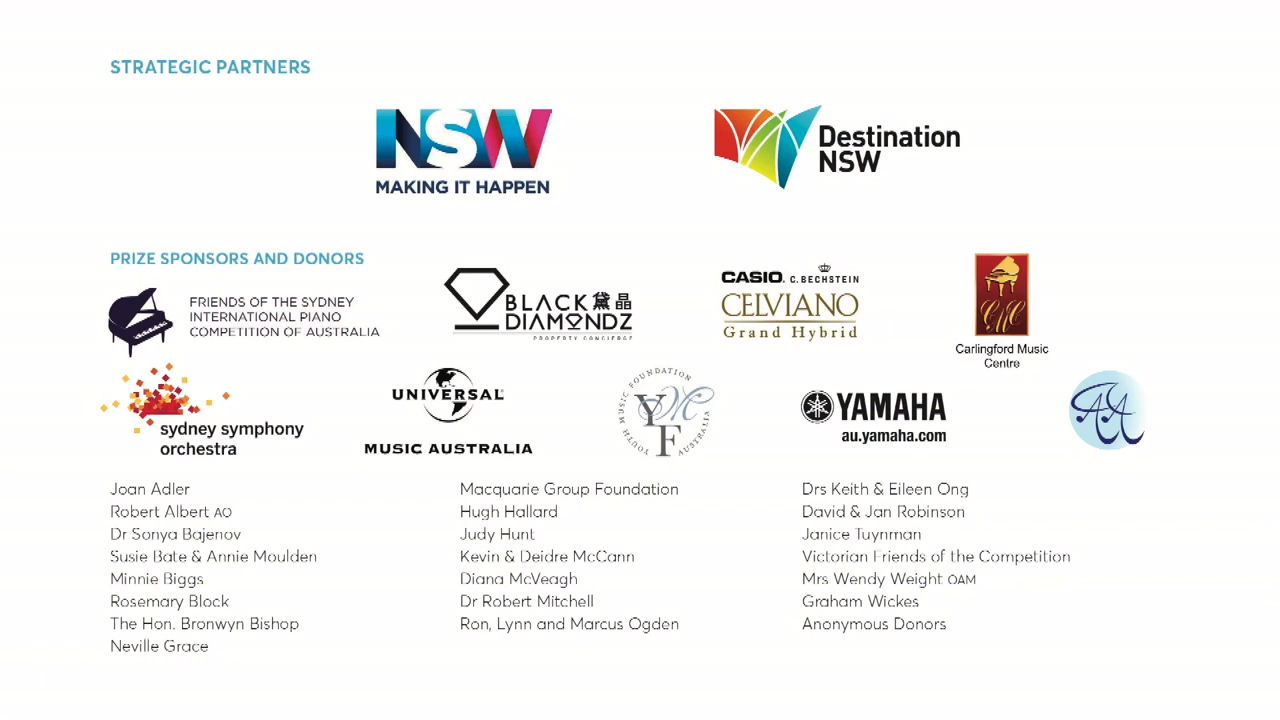 STRATEGIC PARTNERS
NSW
MAKING IT HAPPEN
Destination
NSW
PRIZE SPONSORS AND DONORS
FRIENDS OF THE SYDNEY
INTERNATIONAL PIANO
COMPETITION OF AUSTRALIA
BLACK 黛晶
DIAMONDZ
PROPERTY CONCIERGE
CASIO. C. BECHSTEIN
CELVIANO
Grand Hybrid
CMC
Carlingford Music
Centre
sydney symphony
orchestra
UNIVERSAL
MUSIC AUSTRALIA
YOUTH MUSIC FOUNDATION AUSTRALIA
YMF
YAMAHA
au.yamaha.com
AA
Joan Adler
Robert Albert AO
Dr Sonya Bajenov
Susie Bate & Annie Moulden
Minnie Biggs
Rosemary Block
The Hon. Bronwyn Bishop
Neville Grace
Macquarie Group Foundation
Hugh Hallard
Judy Hunt
Kevin & Deidre McCann
Diana McVeagh
Dr Robert Mitchell
Ron, Lynn and Marcus Ogden
Drs Keith & Eileen Ong
David & Jan Robinson
Janice Tuynman
Victorian Friends of the Competition
Mrs Wendy Weight OAM
Graham Wickes
Anonymous Donors